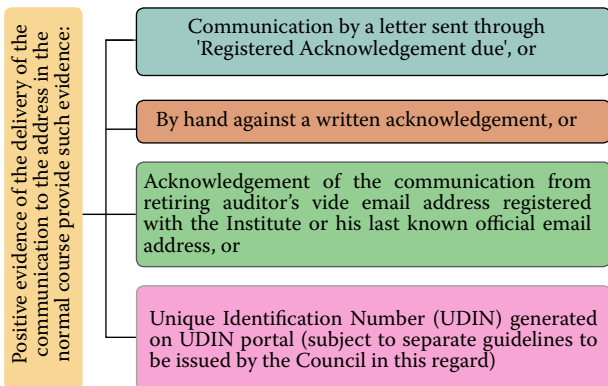 Positive evidence of the delivery of the
communication to the address in the
normal course provide such evidence:
Communication by a letter sent through
'Registered Acknowledgement due', or
By hand against a written acknowledgement, or
Acknowledgement of the communication from
retiring auditor's vide email address registered
with the Institute or his last known official email
address, or
Unique Identification Number (UDIN) generated
on UDIN portal (subject to separate guidelines to
be issued by the Council in this regard)